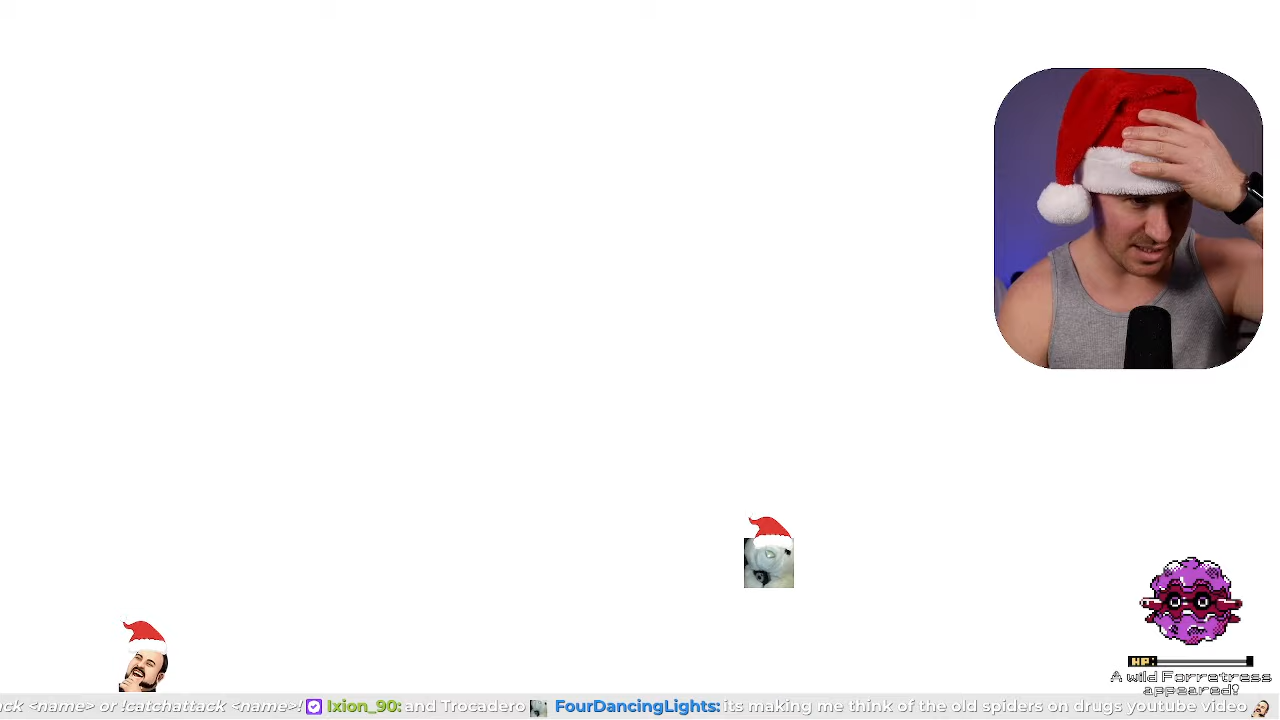 HP:
A wild Forretress
appeared!
ck <name> or !catchattack <name>! Ixion_90: and Trocadero FourDancingLights: its making me think of the old spiders on drugs youtube video